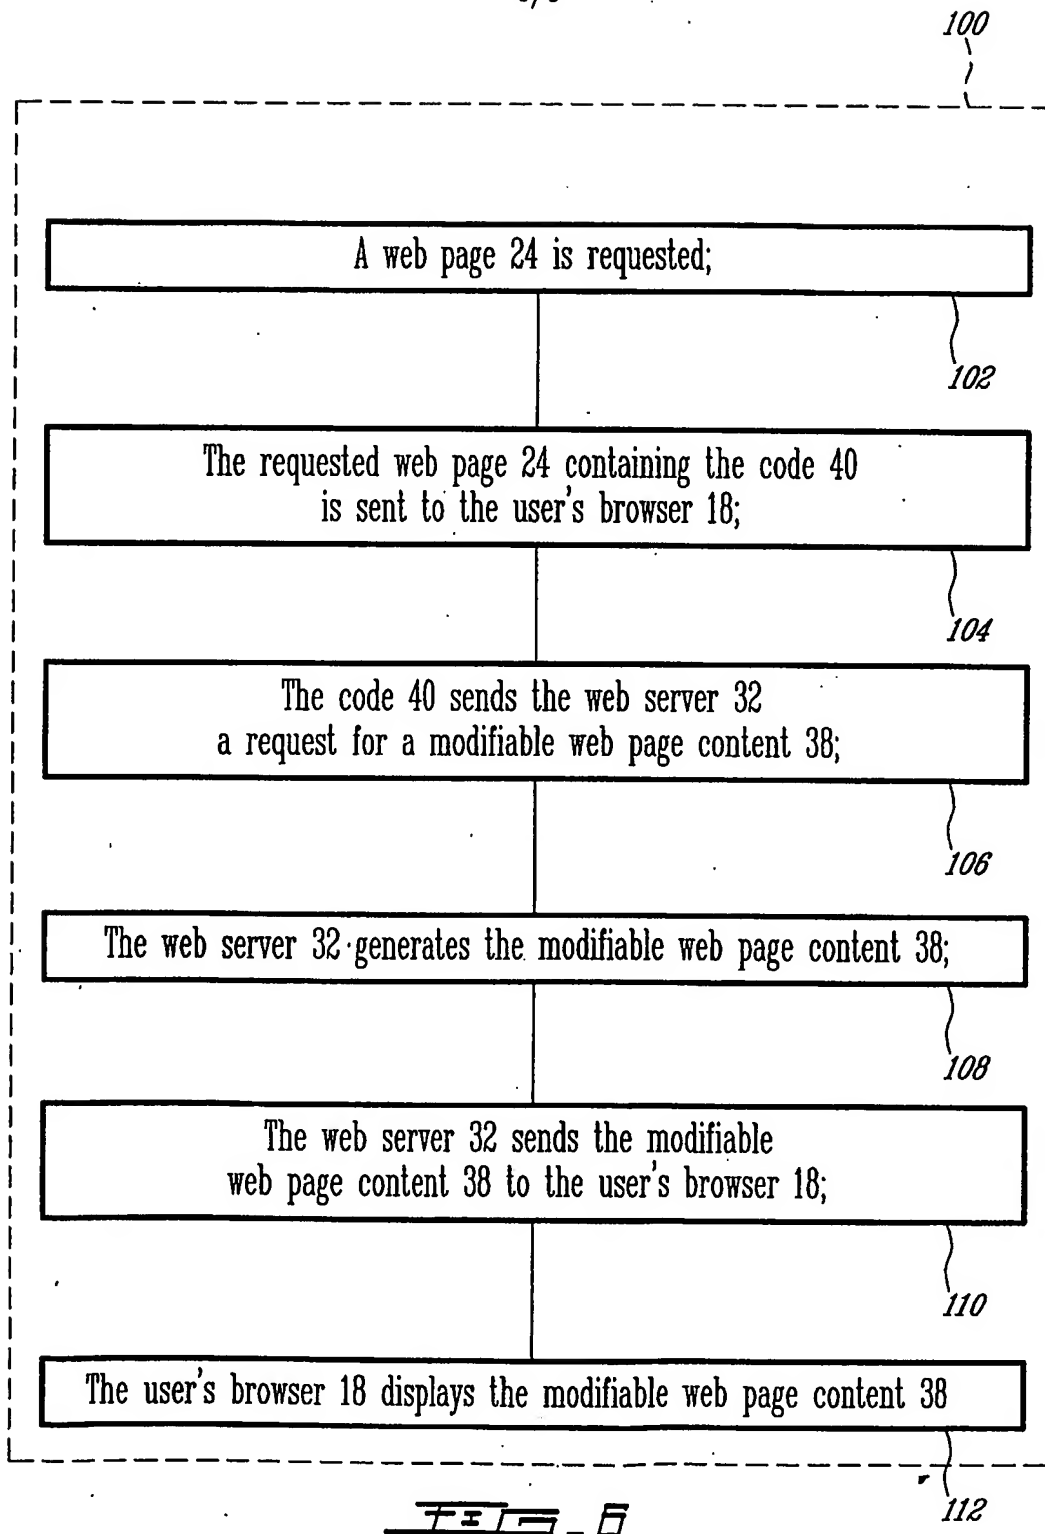 100
A web page 24 is requested;
102
The requested web page 24 containing the code 40
is sent to the user's browser 18;
104
The code 40 sends the web server 32
a request for a modifiable web page content 38;
106
The web server 32 generates the modifiable web page content 38;
108
The web server 32 sends the modifiable
web page content 38 to the user's browser 18;
110
The user's browser 18 displays the modifiable web page content 38
112